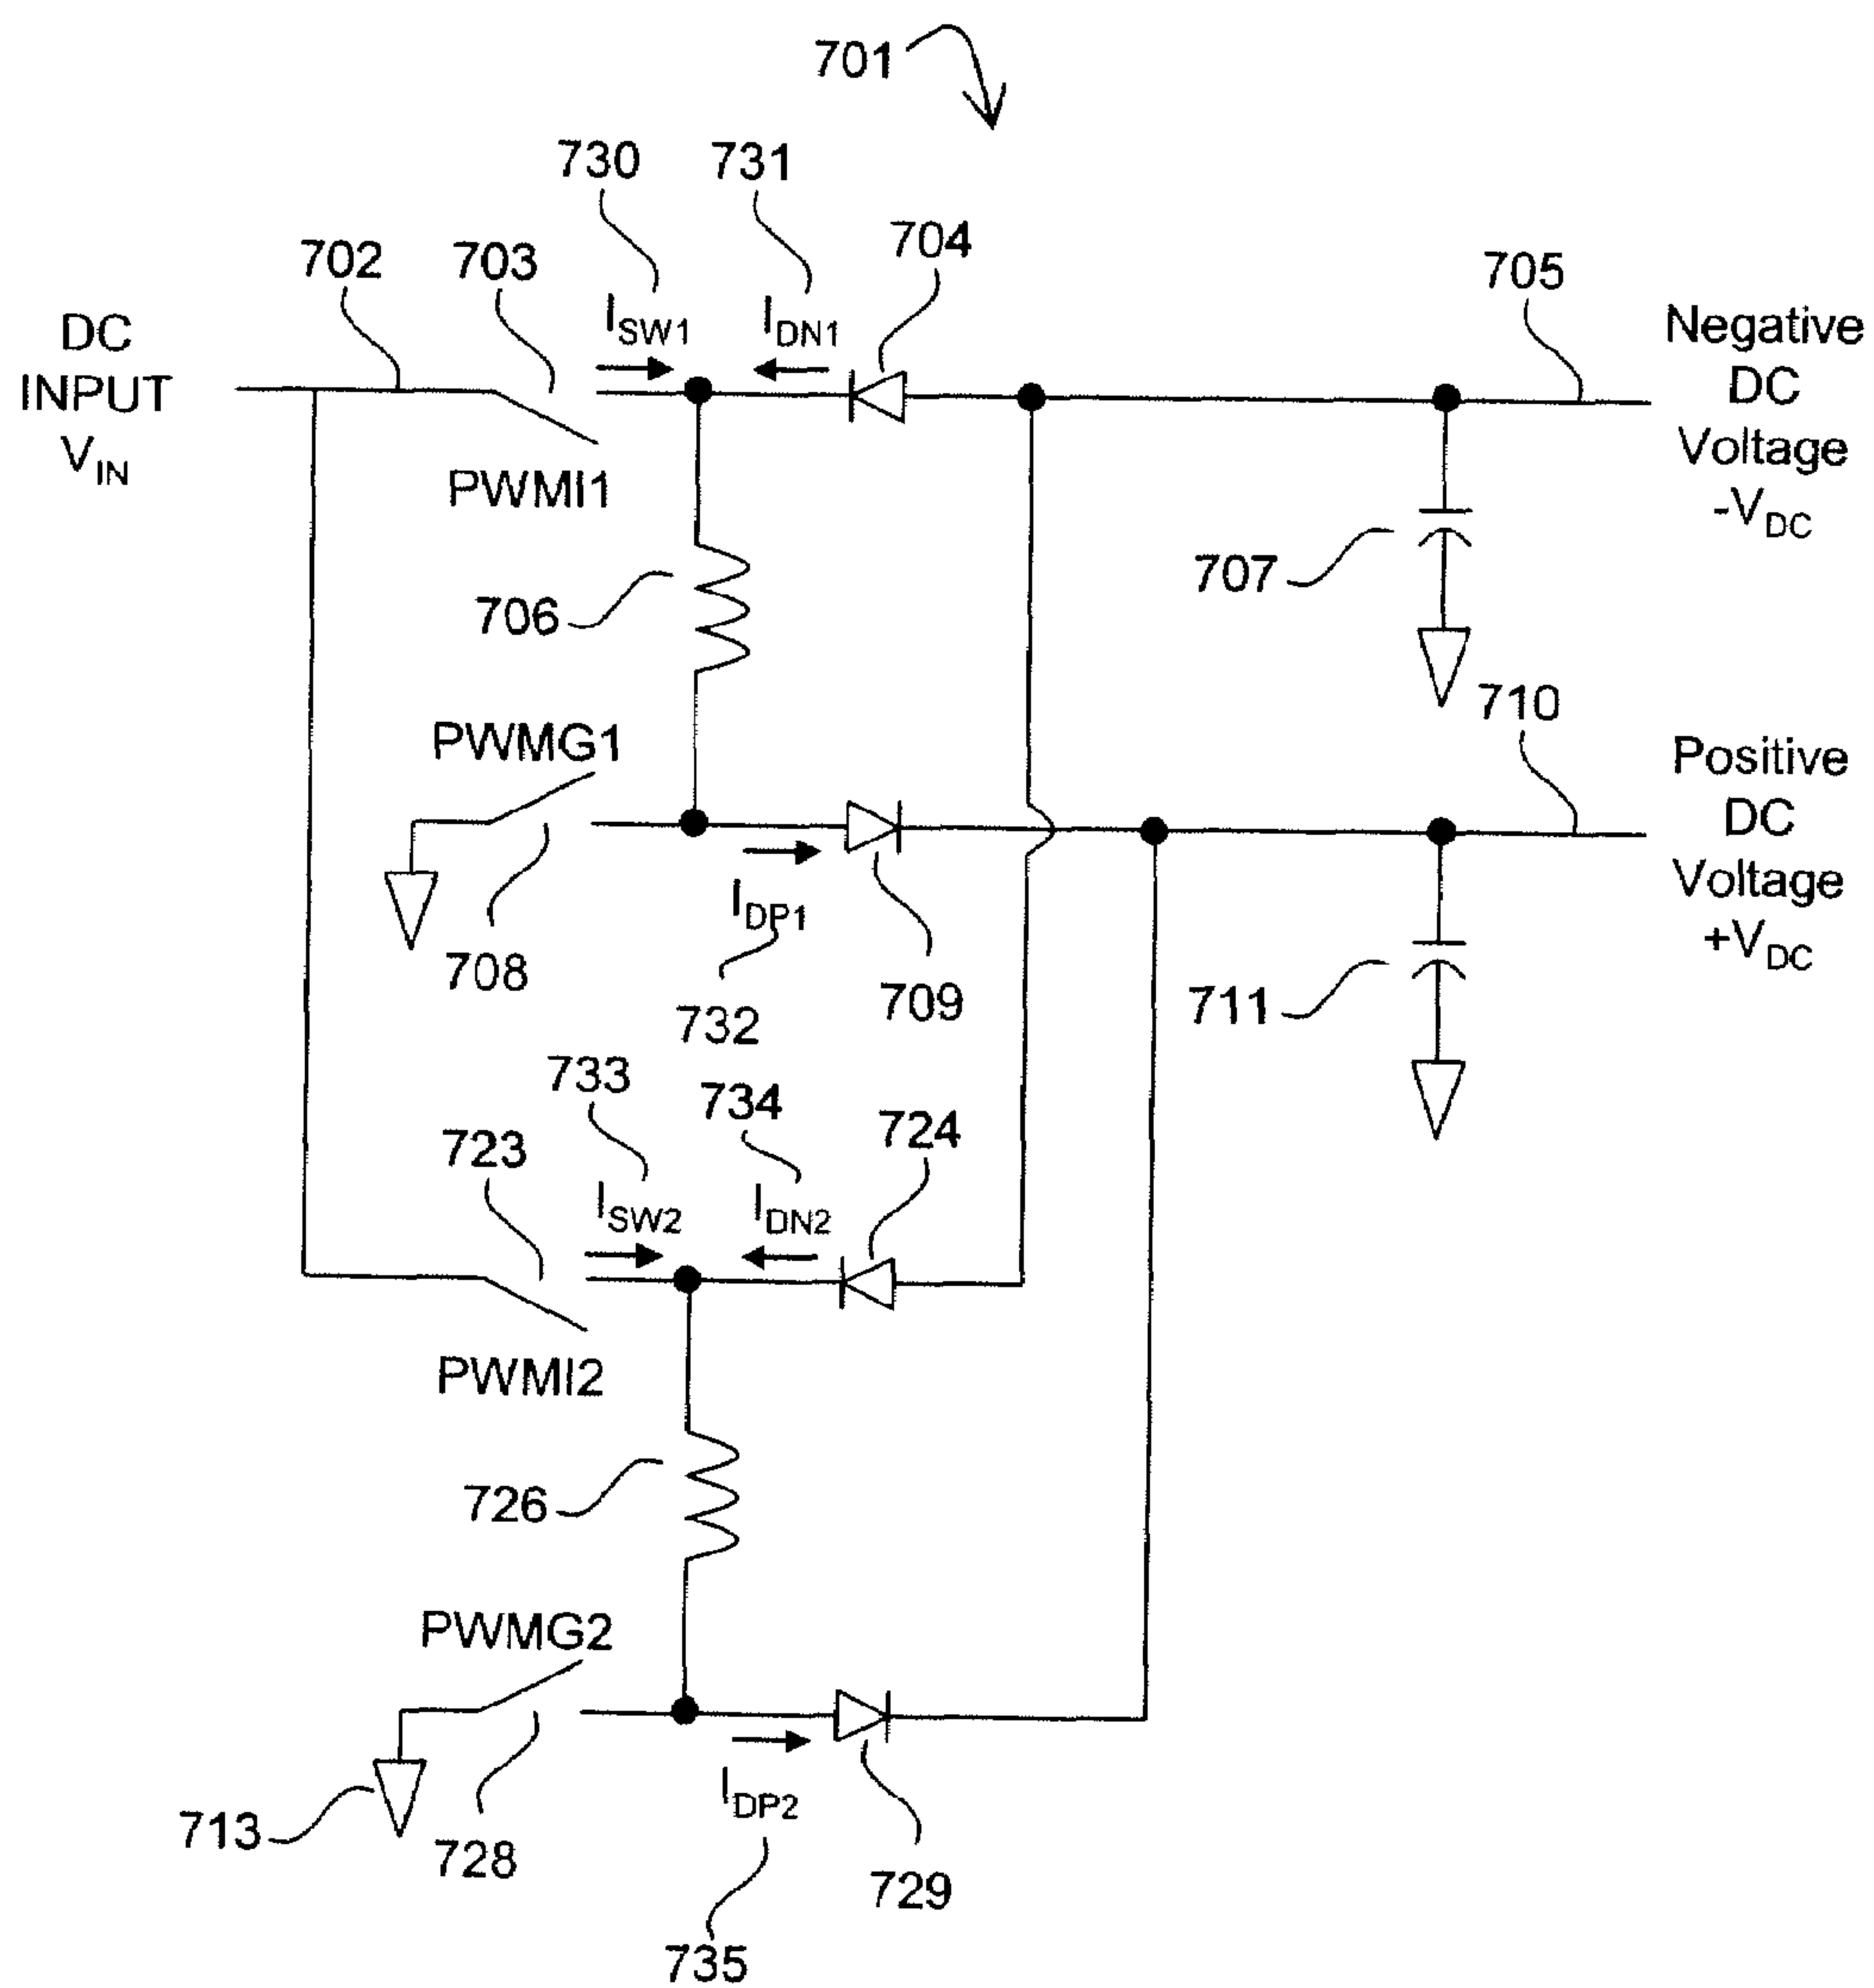 701
730
731
702
703
704
705
DC
INPUT
VIN
ISW1
IDN1
Negative
DC
Voltage
-VDC
PWMI1
706
707
710
PWMG1
Positive
DC
Voltage
+VDC
IDP1
708
709
711
732
733
734
724
723
ISW2
IDN2
PWMI2
726
PWMG2
713
728
IDP2
729
735